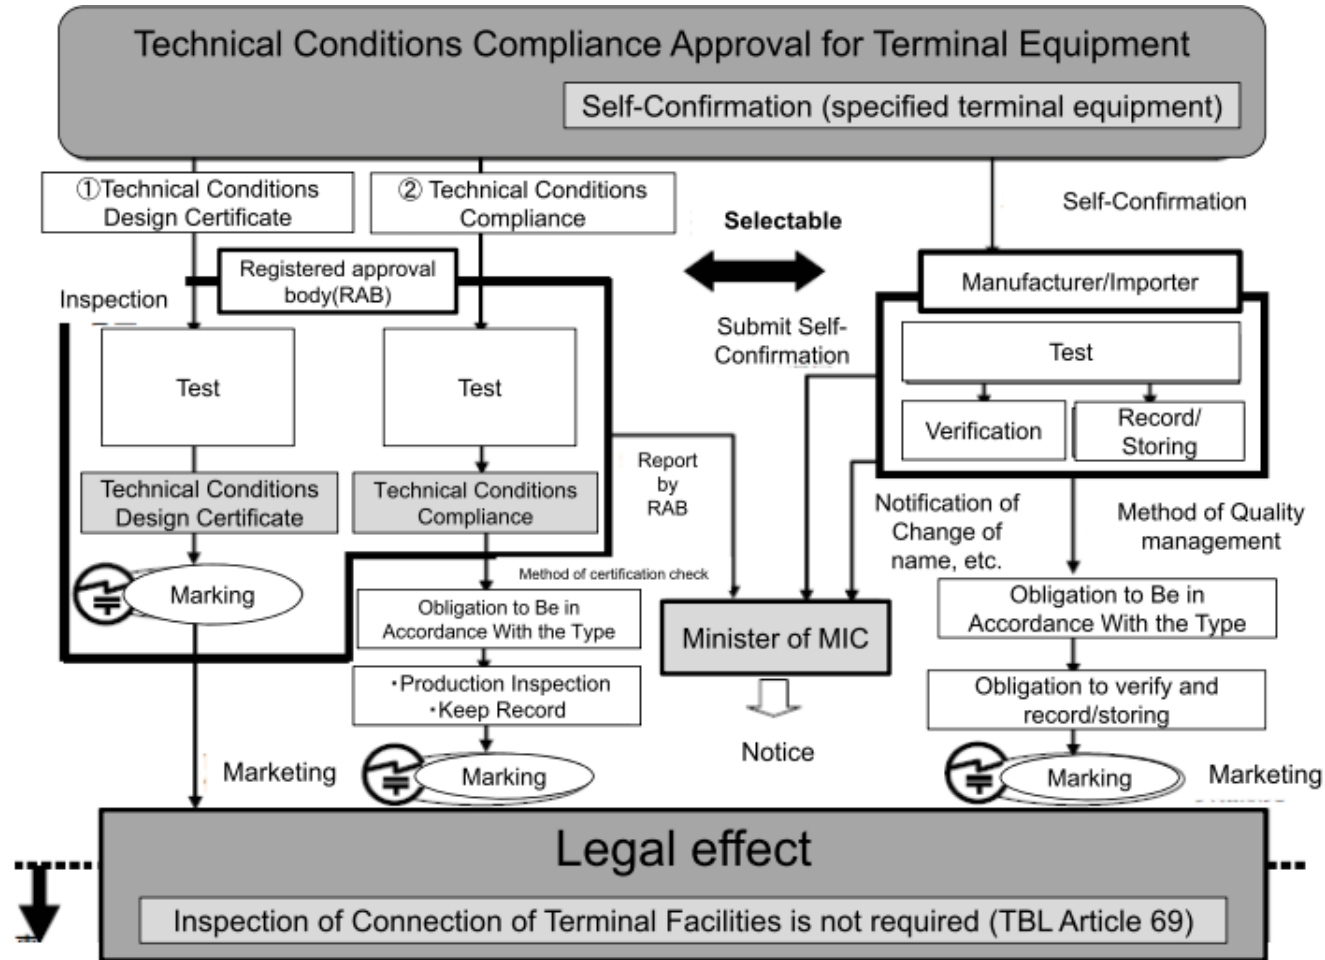 Technical Conditions Compliance Approval for Terminal Equipment
Self-Confirmation (specified terminal equipment)
①Technical Conditions
Design Certificate
② Technical Conditions
Compliance
Selectable
Self-Confirmation
Registered approval
body(RAB)
Inspection
Manufacturer/Importer
Submit Self-
Confirmation
Test
Test
Test
Verification
Record/
Storing
Report
by
RAB
Technical Conditions
Design Certificate
Technical Conditions
Compliance
Notification of
Change of
name, etc.
Method of Quality
management
Method of certification check
Marking
Obligation to Be in
Accordance With the Type
Minister of MIC
Obligation to Be in
Accordance With the Type
・Production Inspection
・Keep Record
Obligation to verify and
record/storing
Notice
Marketing
Marking
Marking
Marketing
Legal effect
Inspection of Connection of Terminal Facilities is not required (TBL Article 69)